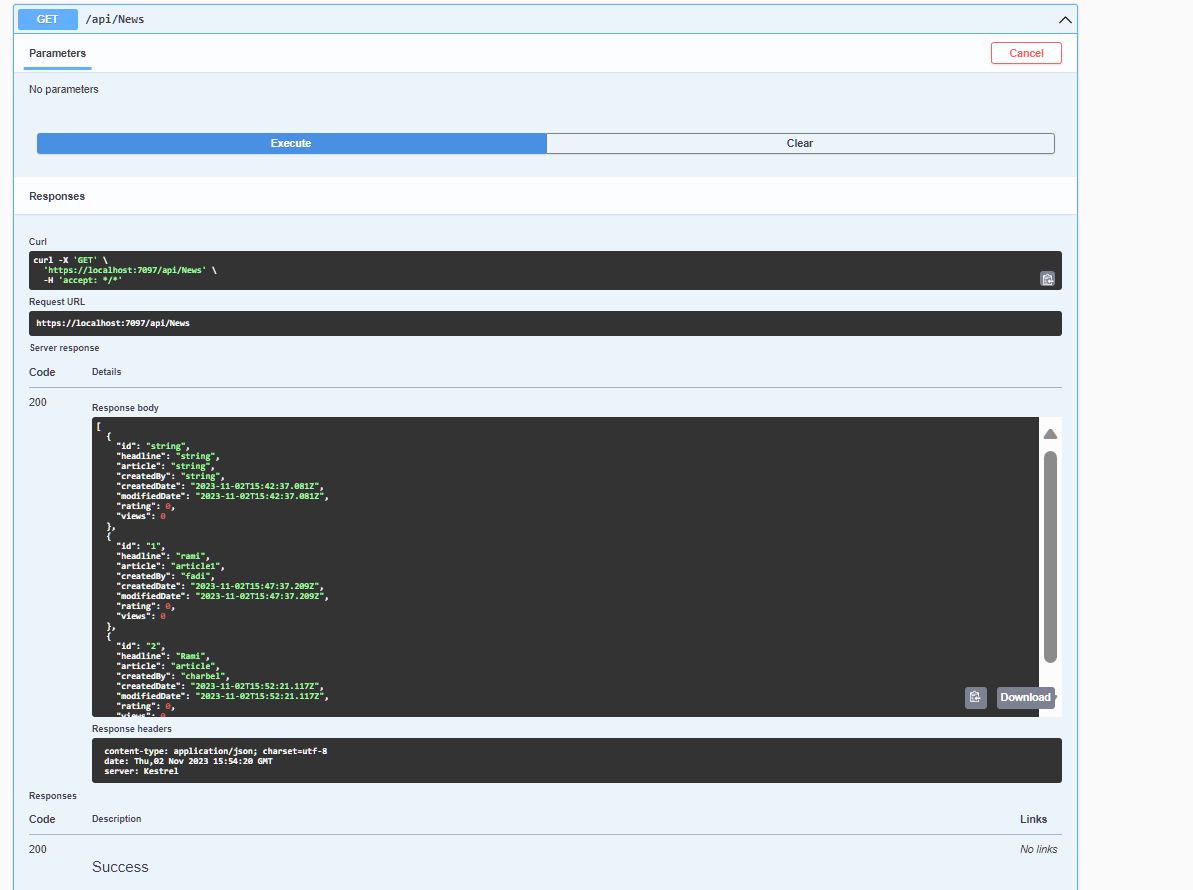 GET /api/News
Parameters
Cancel
No parameters
Execute
Clear
Responses
Curl
curl -X 'GET' \
  'https://localhost:7097/api/News' \
  -H 'accept: */*'
Request URL
https://localhost:7097/api/News
Server response
Code Details
200
Response body
[
  {
    "id": "string",
    "headline": "string",
    "article": "string",
    "createdBy": "string",
    "createdDate": "2023-11-02T15:42:37.081Z",
    "modifiedDate": "2023-11-02T15:42:37.081Z",
    "rating": 0,
    "views": 0
  },
  {
    "id": "1",
    "headline": "rami",
    "article": "article1",
    "createdBy": "fadi",
    "createdDate": "2023-11-02T15:47:37.209Z",
    "modifiedDate": "2023-11-02T15:47:37.209Z",
    "rating": 0,
    "views": 0
  },
  {
    "id": "2",
    "headline": "Rami",
    "article": "article",
    "createdBy": "charbel",
    "createdDate": "2023-11-02T15:52:21.117Z",
    "modifiedDate": "2023-11-02T15:52:21.117Z",
    "rating": 0,
    "views": 0
Download
Response headers
content-type: application/json; charset=utf-8
date: Thu,02 Nov 2023 15:54:20 GMT
server: Kestrel
Responses
Code Description Links
200 No links
Success